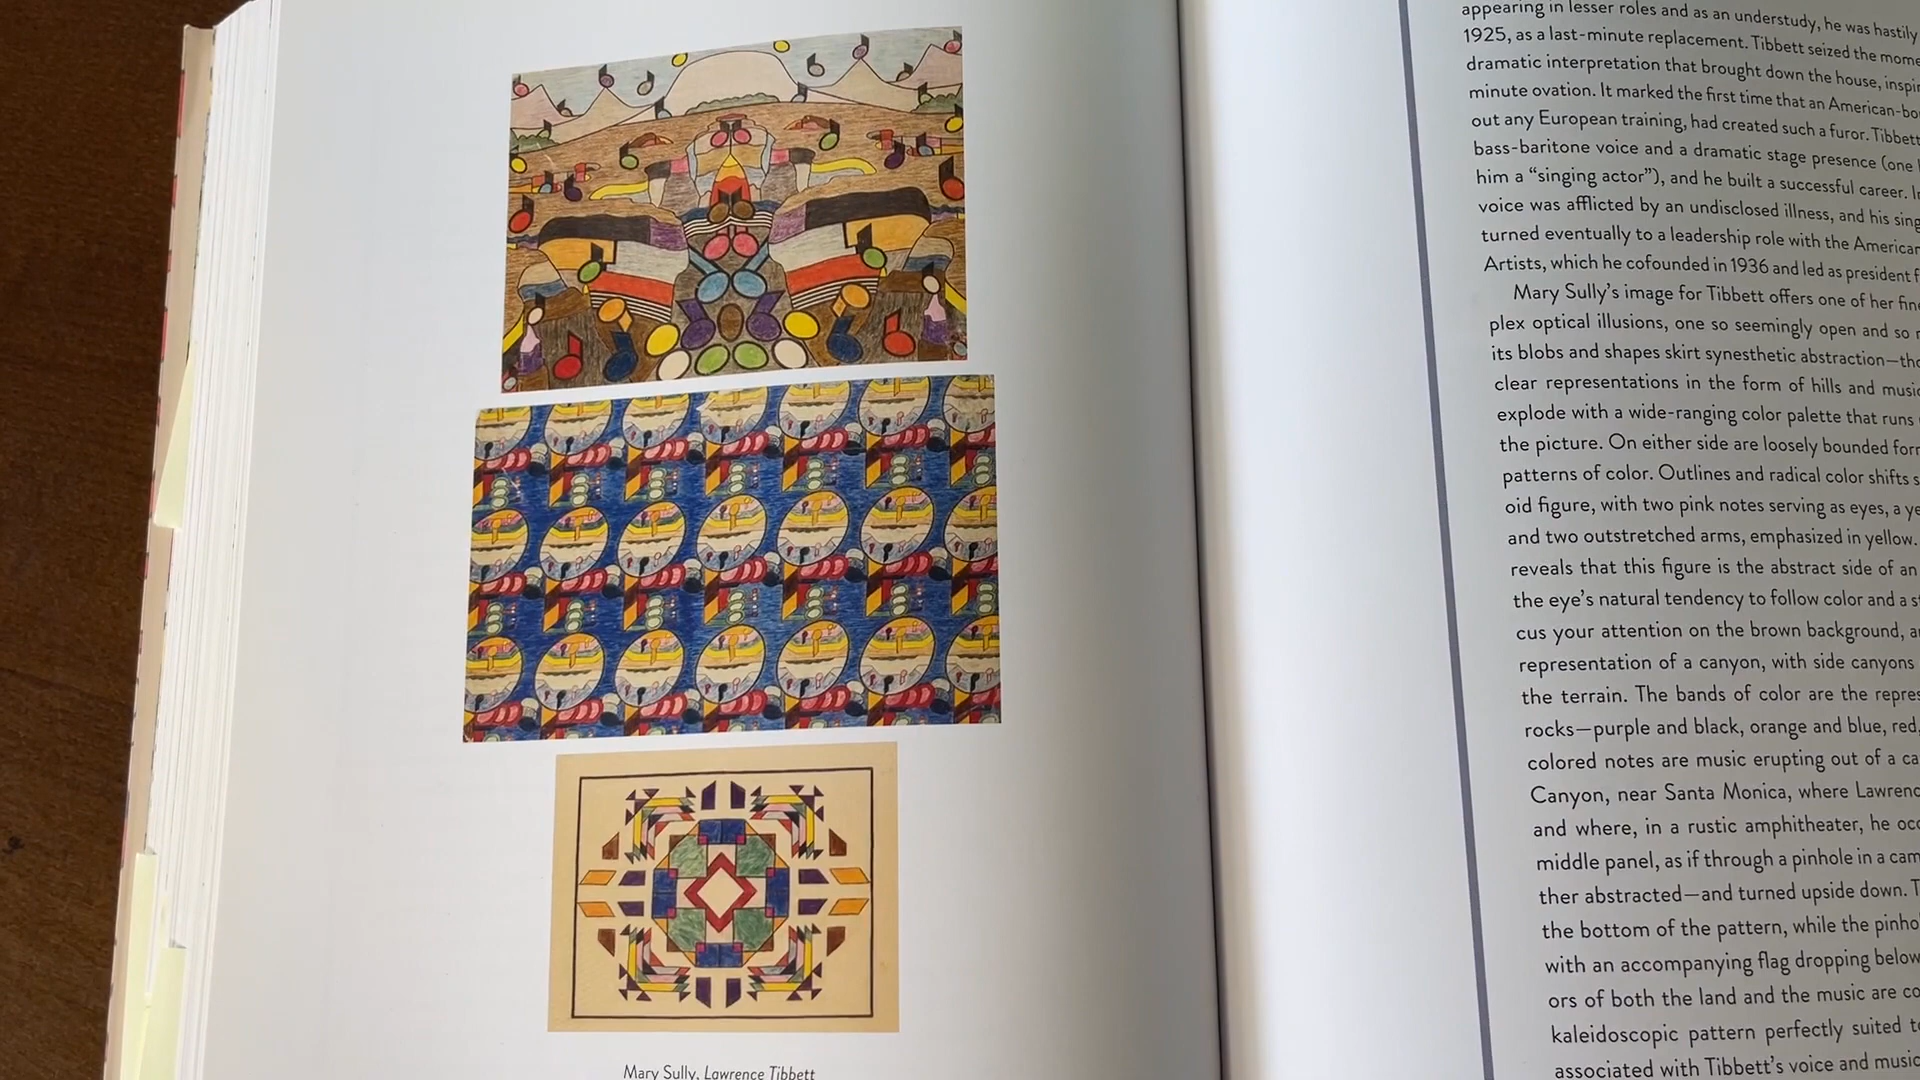 Mary Sully, Lawrence Tibbett
appearing in lesser roles and as an understudy, he was hastily
1925, as a last-minute replacement. Tibbett seized the mome
dramatic interpretation that brought down the house, inspir
minute ovation. It marked the first time that an American-bo
out any European training, had created such a furor. Tibbett
bass-baritone voice and a dramatic stage presence (one
him a “singing actor”), and he built a successful career. I
voice was afflicted by an undisclosed illness, and his sing
turned eventually to a leadership role with the American
Artists, which he cofounded in 1936 and led as president f
Mary Sully’s image for Tibbett offers one of her fine
plex optical illusions, one so seemingly open and so
its blobs and shapes skirt synesthetic abstraction—tho
clear representations in the form of hills and music
explode with a wide-ranging color palette that runs
the picture. On either side are loosely bounded forr
patterns of color. Outlines and radical color shifts s
oid figure, with two pink notes serving as eyes, a ye
and two outstretched arms, emphasized in yellow.
reveals that this figure is the abstract side of an
the eye’s natural tendency to follow color and a s
cus your attention on the brown background, a
representation of a canyon, with side canyons
the terrain. The bands of color are the repres
rocks—purple and black, orange and blue, red,
colored notes are music erupting out of a ca
Canyon, near Santa Monica, where Lawrenc
and where, in a rustic amphitheater, he occ
middle panel, as if through a pinhole in a cam
ther abstracted—and turned upside down. T
the bottom of the pattern, while the pinho
with an accompanying flag dropping below
ors of both the land and the music are co
kaleidoscopic pattern perfectly suited to
associated with Tibbett’s voice and music